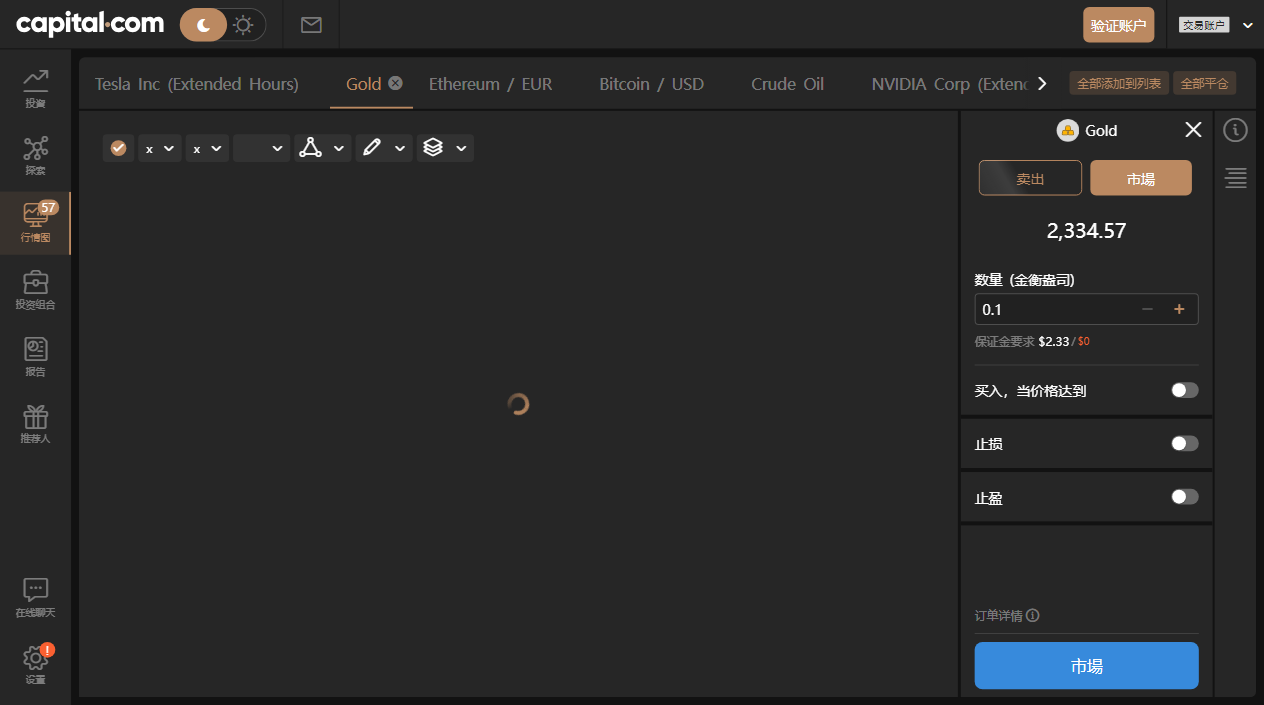 capital.com
验证账户
交易账户
投资
探索
57
行情图
投资组合
报告
推荐人
在线聊天
!
设置
Tesla Inc (Extended Hours)
Gold
Ethereum / EUR
Bitcoin / USD
Crude Oil
NVIDIA Corp (Exten
全部添加到列表
全部平仓
x
x
Gold
卖出
市場
2,334.57
数量 (金衡盎司)
0.1
保证金要求 $2.33/$0
买入，当价格达到
止损
止盈
订单详情
市場